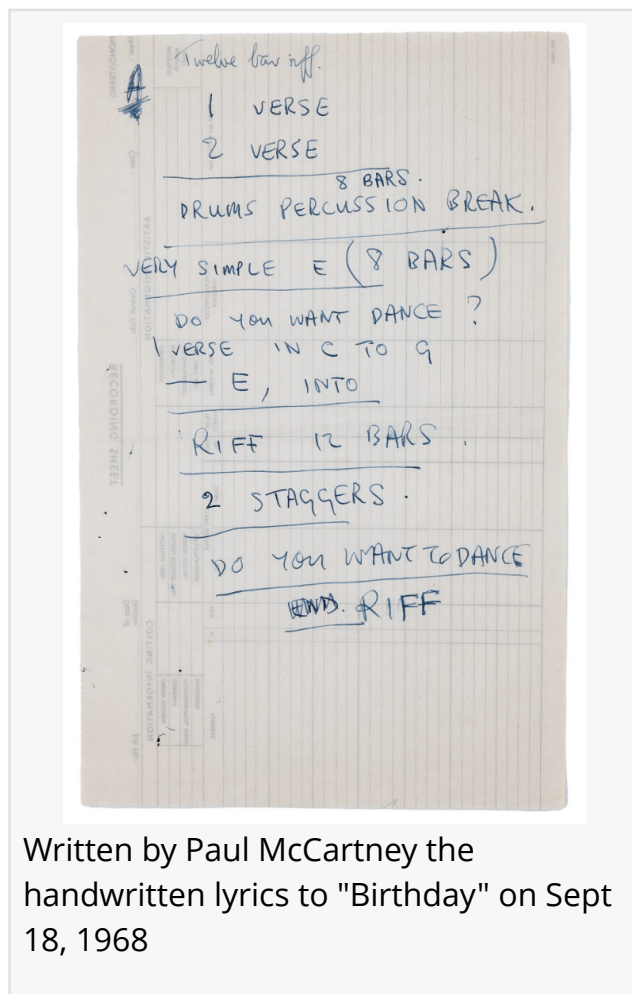 Twelve bar riff.
A
1 VERSE
2 VERSE
8 BARS.
DRUMS PERCUSSION BREAK.
VERY SIMPLE E (8 BARS)
DO YOU WANT DANCE ?
1 VERSE IN C TO G
— E, INTO
RIFF 12 BARS.
2 STAGGERS.
DO YOU WANT TO DANCE
RIFF
RECORDING SHEET
COSTING INFORMATION
Written by Paul McCartney the
handwritten lyrics to "Birthday" on Sept
18, 1968